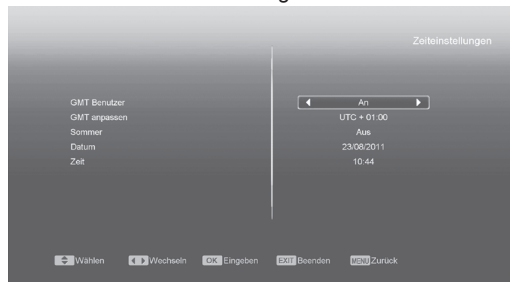 Zeiteinstellungen
GMT Benutzer An
GMT anpassen UTC + 01:00
Sommer Aus
Datum 23/08/2011
Zeit 10:44
Wählen Wechseln OK Eingeben EXIT Beenden MENU Zurück